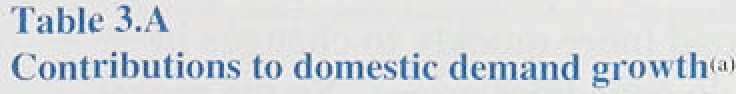 Table 3.A
Contributions to domestic demand growth(a)